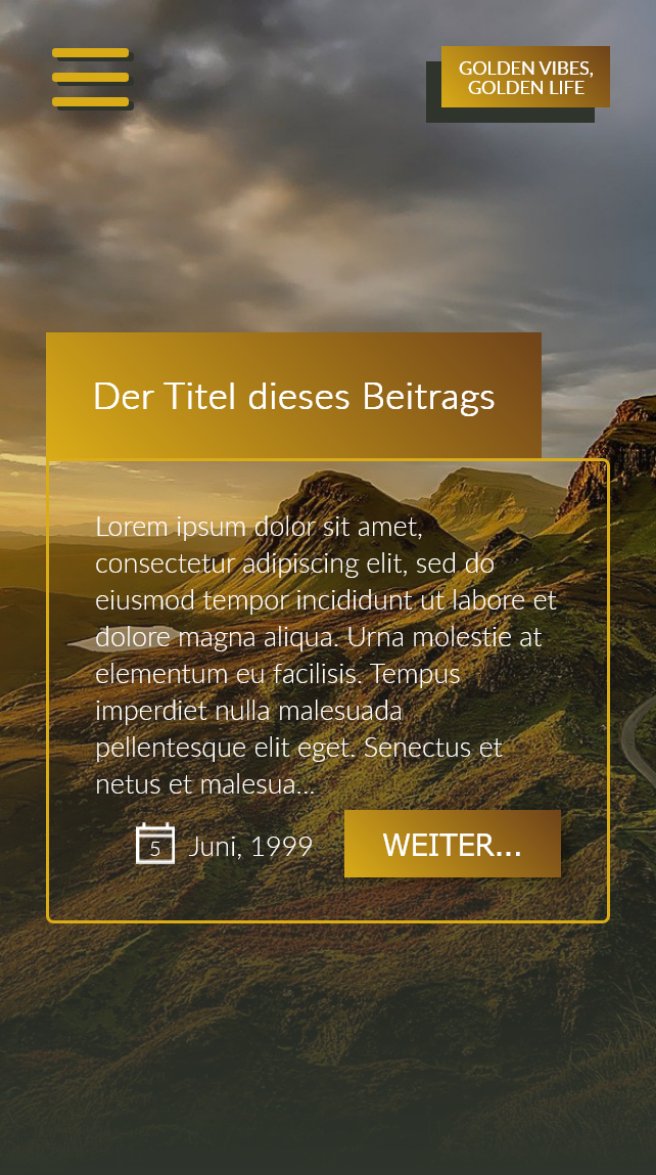 GOLDEN VIBES,
GOLDEN LIFE
Der Titel dieses Beitrags
Lorem ipsum dolor sit amet,
consectetur adipiscing elit, sed do
eiusmod tempor incididunt ut labore et
dolore magna aliqua. Urna molestie at
elementum eu facilisis. Tempus
imperdiet nulla malesuada
pellentesque elit eget. Senectus et
netus et malesua...
5 Juni, 1999
WEITER...